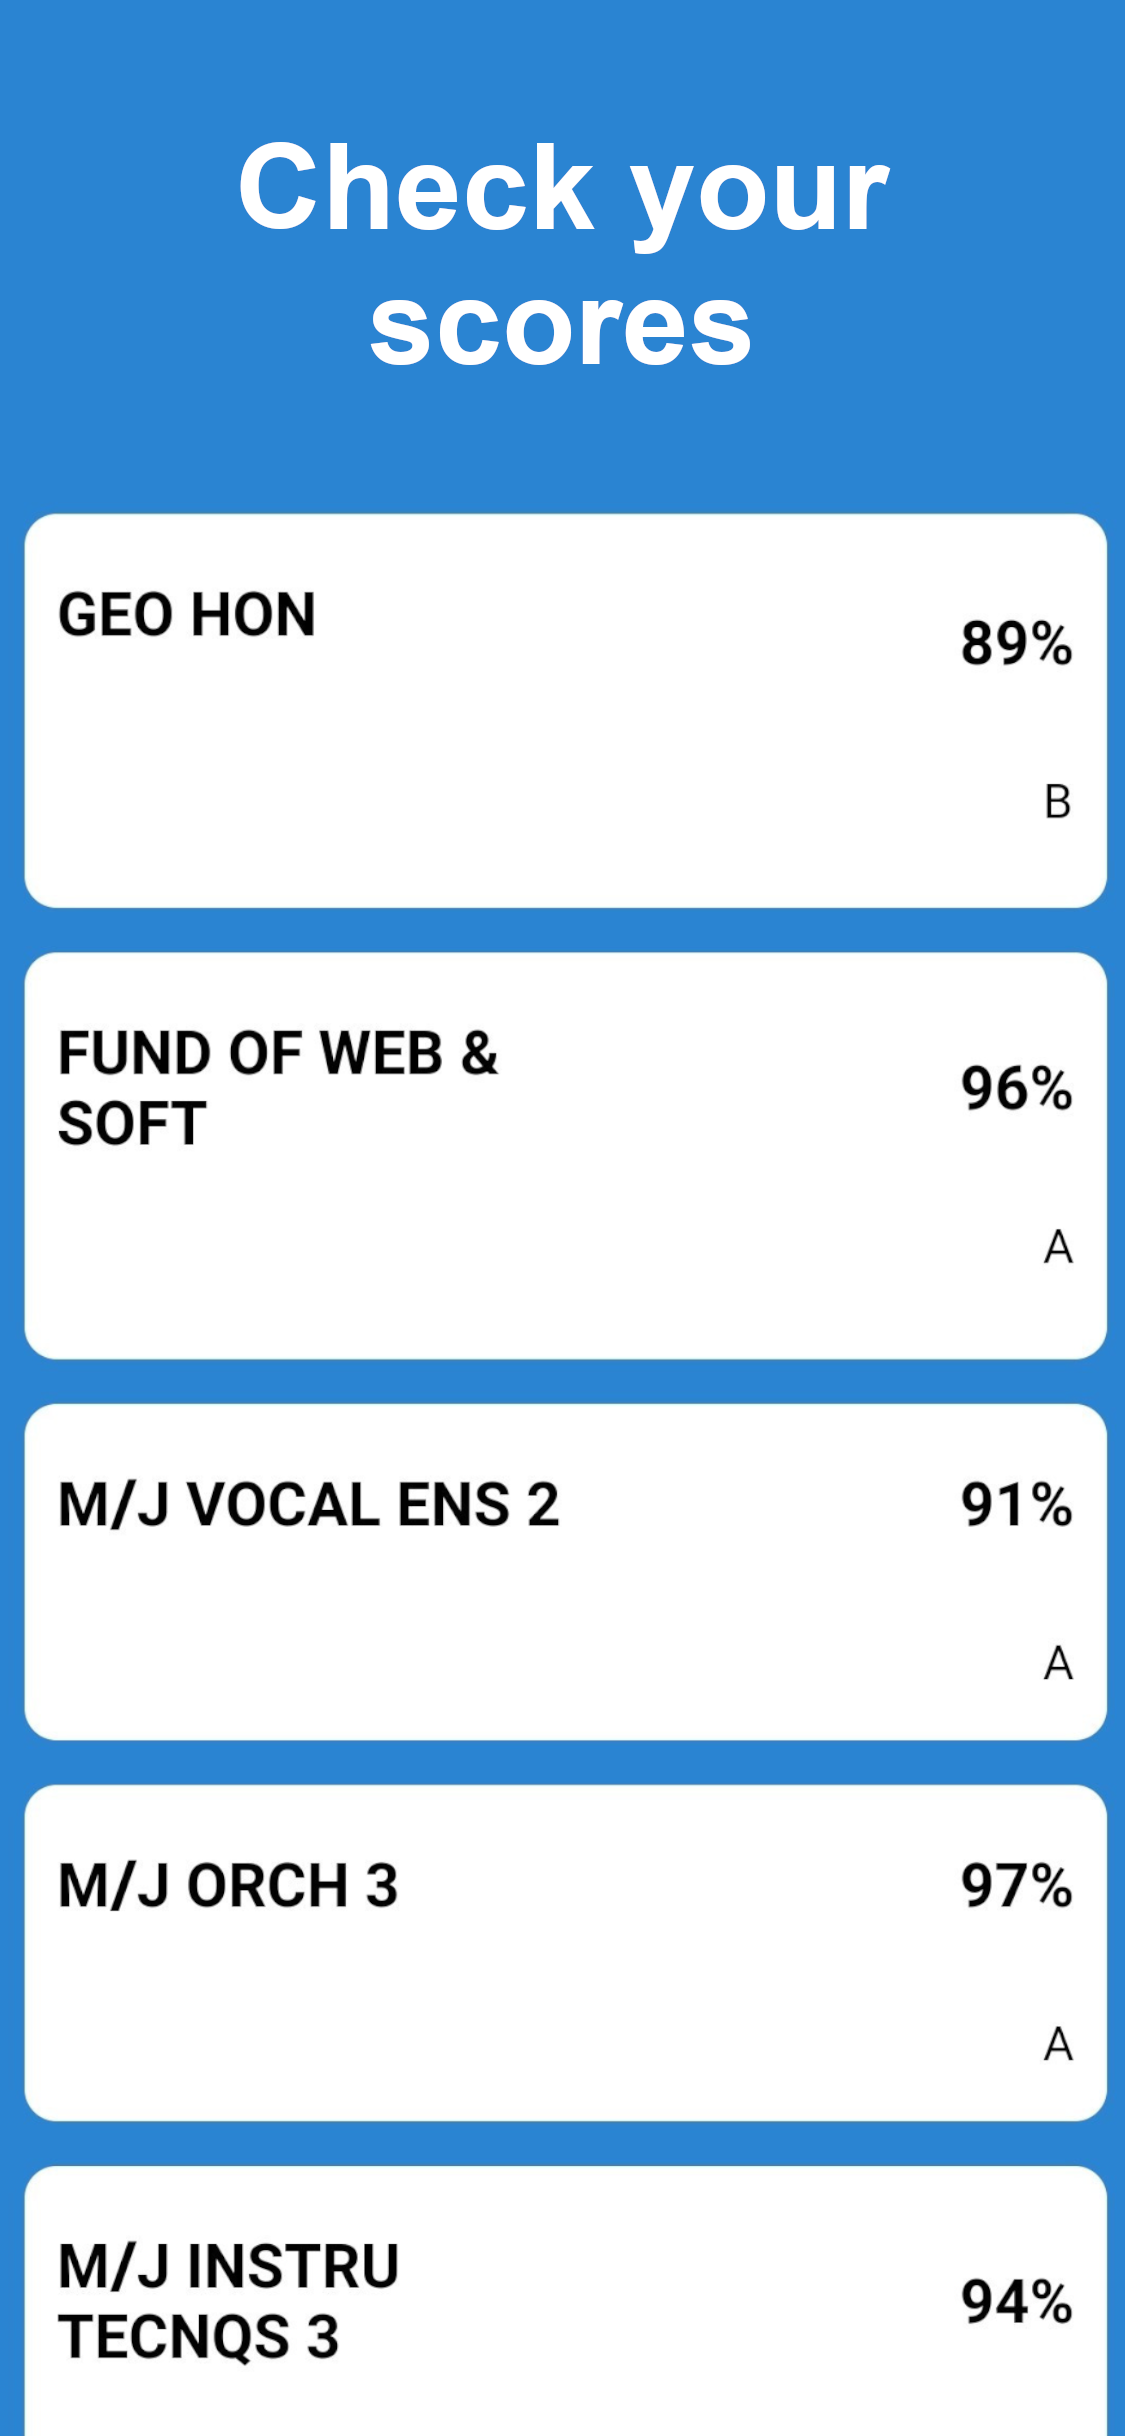 Check your
scores
GEO HON
89%
B
FUND OF WEB &
SOFT
96%
A
M/J VOCAL ENS 2
91%
A
M/J ORCH 3
97%
A
M/J INSTRU
TECNQS 3
94%